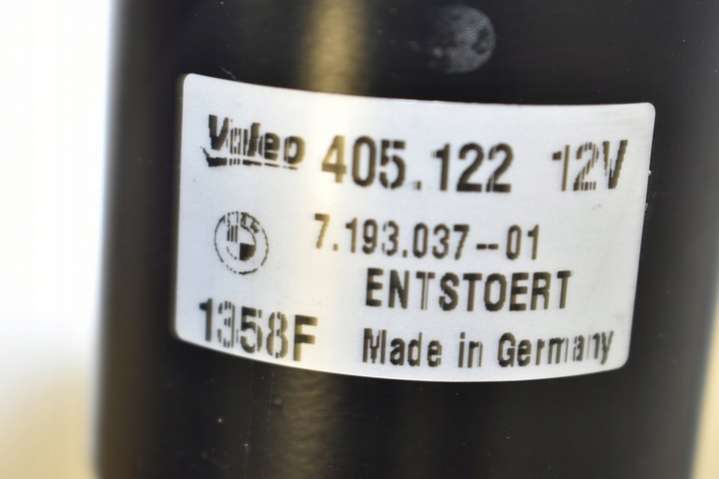 Valeo 405.122 12V
7.193.037--01
ENTSTOERT
1358F Made in Germany